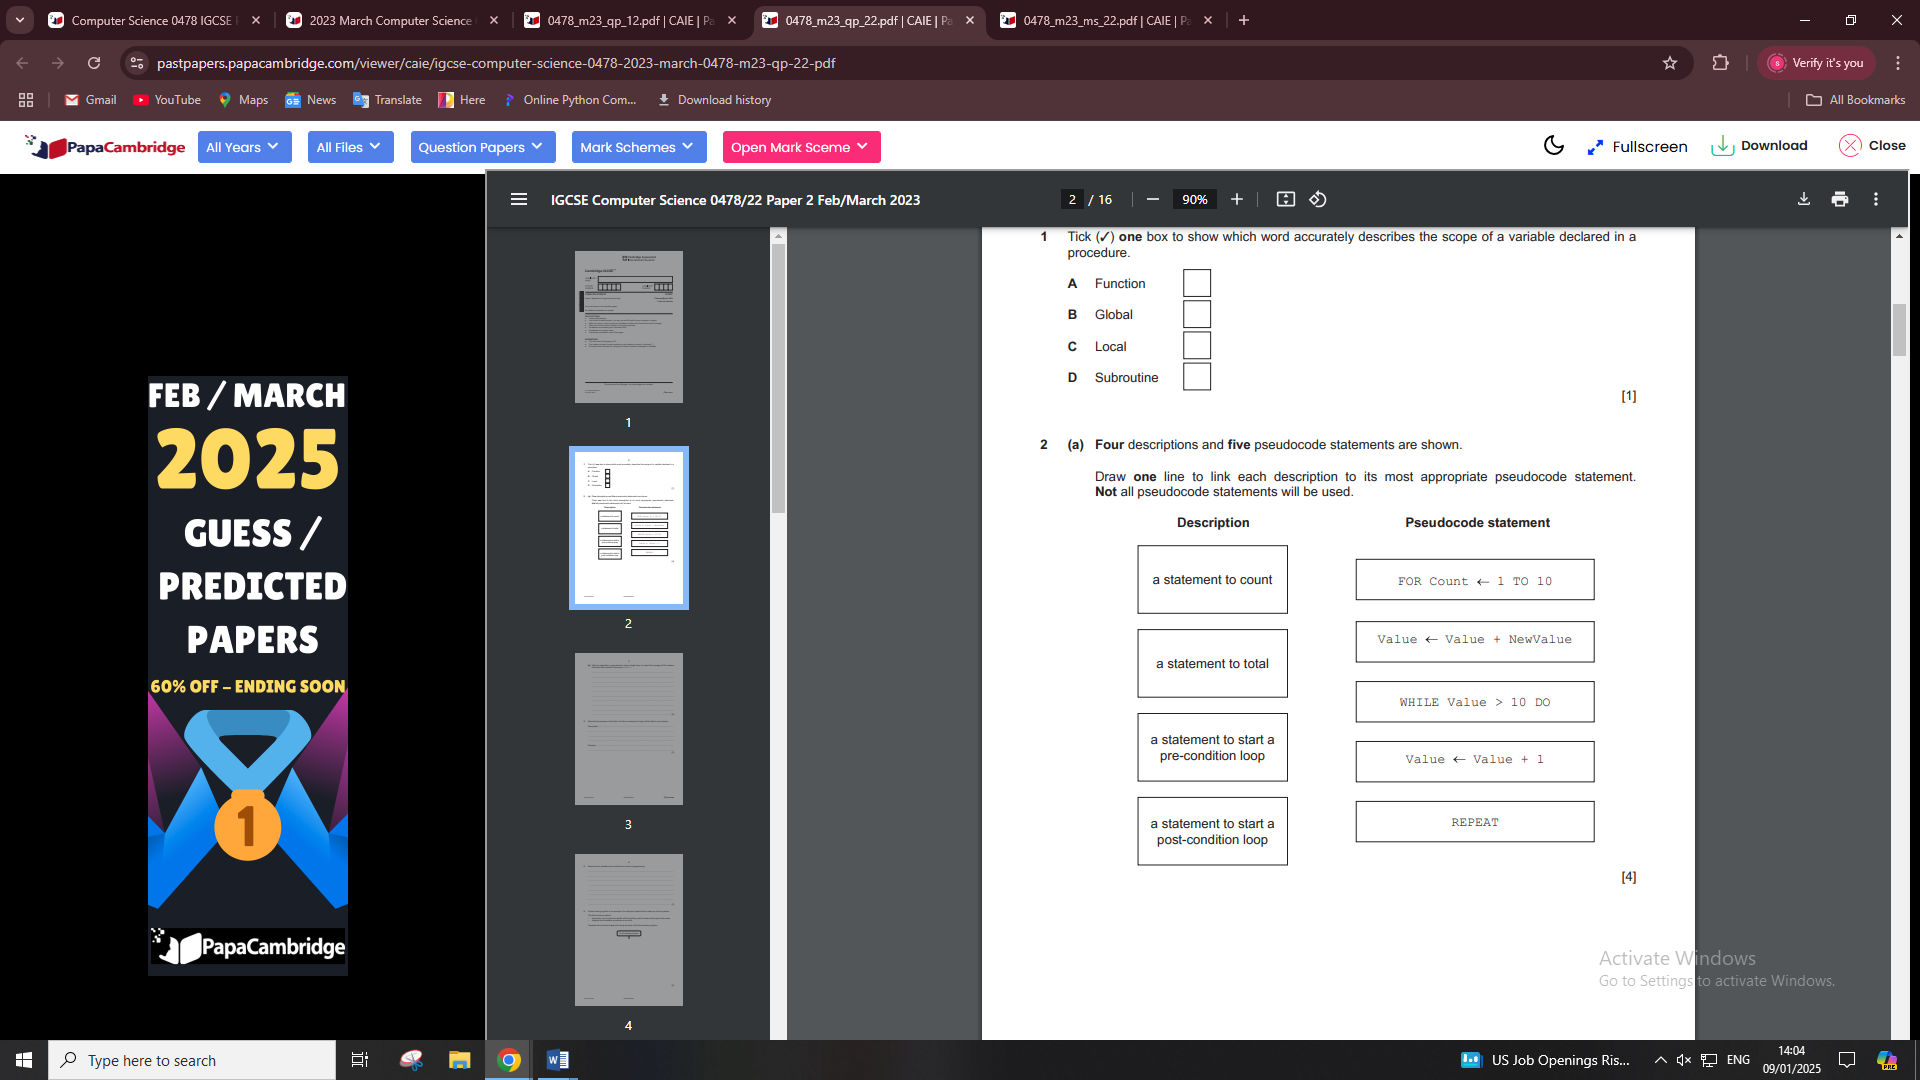 Computer Science 0478 IGCSE
2023 March Computer Science
0478_m23_qp_12.pdf | CAIE | Pa
0478_m23_qp_22.pdf | CAIE | Pa
0478_m23_ms_22.pdf | CAIE | Pa
pastpapers.papacambridge.com/viewer/caie/igcse-computer-science-0478-2023-march-0478-m23-qp-22-pdf
Verify it's you
Gmail
YouTube
Maps
News
Translate
Here
Online Python Com...
Download history
All Bookmarks
PapaCambridge
All Years
All Files
Question Papers
Mark Schemes
Open Mark Sceme
Fullscreen
Download
Close
IGCSE Computer Science 0478/22 Paper 2 Feb/March 2023
2 / 16
90%
FEB / MARCH
2025
GUESS /
PREDICTED
PAPERS
60% OFF – ENDING SOON
1
PapaCambridge
1
2
3
4
1 Tick (✓) one box to show which word accurately describes the scope of a variable declared in a
procedure.
A Function
B Global
C Local
D Subroutine
[1]
2 (a) Four descriptions and five pseudocode statements are shown.
Draw one line to link each description to its most appropriate pseudocode statement.
Not all pseudocode statements will be used.
Description
Pseudocode statement
a statement to count
FOR Count ← 1 TO 10
a statement to total
Value ← Value + NewValue
a statement to start a
pre-condition loop
WHILE Value > 10 DO
a statement to start a
post-condition loop
Value ← Value + 1
REPEAT
[4]
Activate Windows
Go to Settings to activate Windows.
Type here to search
US Job Openings Ris...
ENG
14:04
09/01/2025